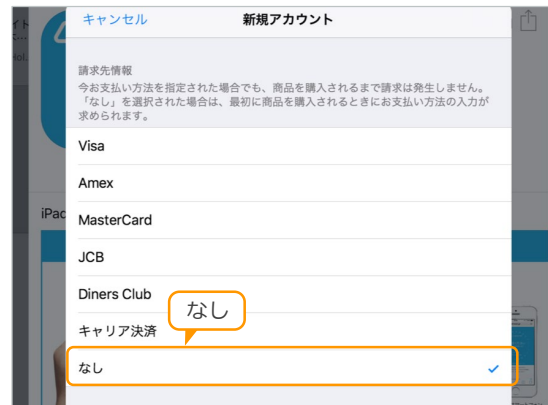 キャンセル
新規アカウント
請求先情報
今お支払い方法を指定された場合でも、商品を購入されるまで請求は発生しません。
「なし」を選択された場合は、最初に商品を購入されるときにお支払い方法の入力が
求められます。
Visa
Amex
iPad
MasterCard
JCB
Diners Club
なし
キャリア決済
なし